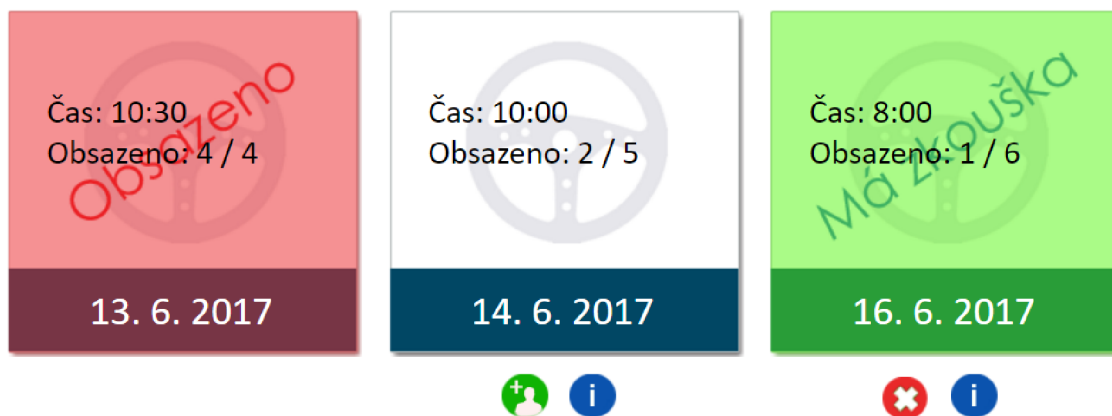 Čas: 10:30
Obsazeno: 4 / 4
Obsazeno
13. 6. 2017
Čas: 10:00
Obsazeno: 2 / 5
14. 6. 2017
Čas: 8:00
Obsazeno: 1 / 6
Má zkouška
16. 6. 2017
i
i